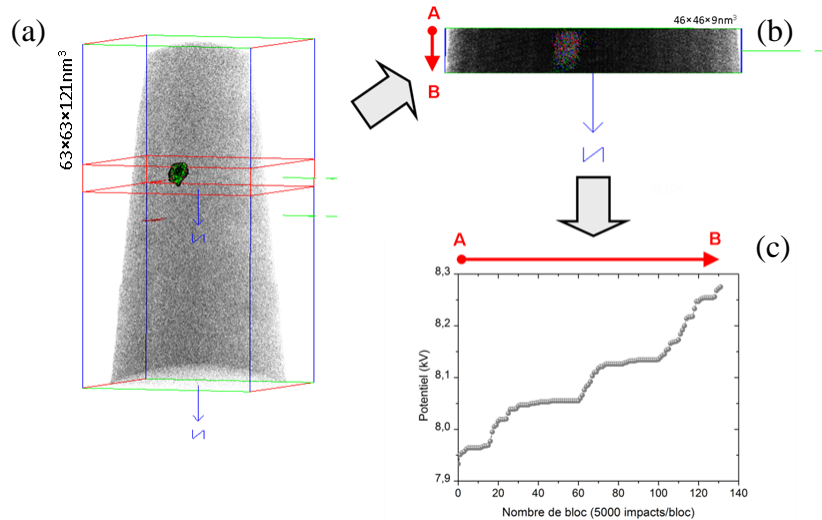 (a)
63×63×121nm³
Z
Z
A
B
46×46×9nm³
(b)
Z
A
B
(c)
8,3
8,2
8,1
8,0
7,9
Potentiel (kV)
0
20
40
60
80
100
120
140
Nombre de bloc (5000 impacts/bloc)